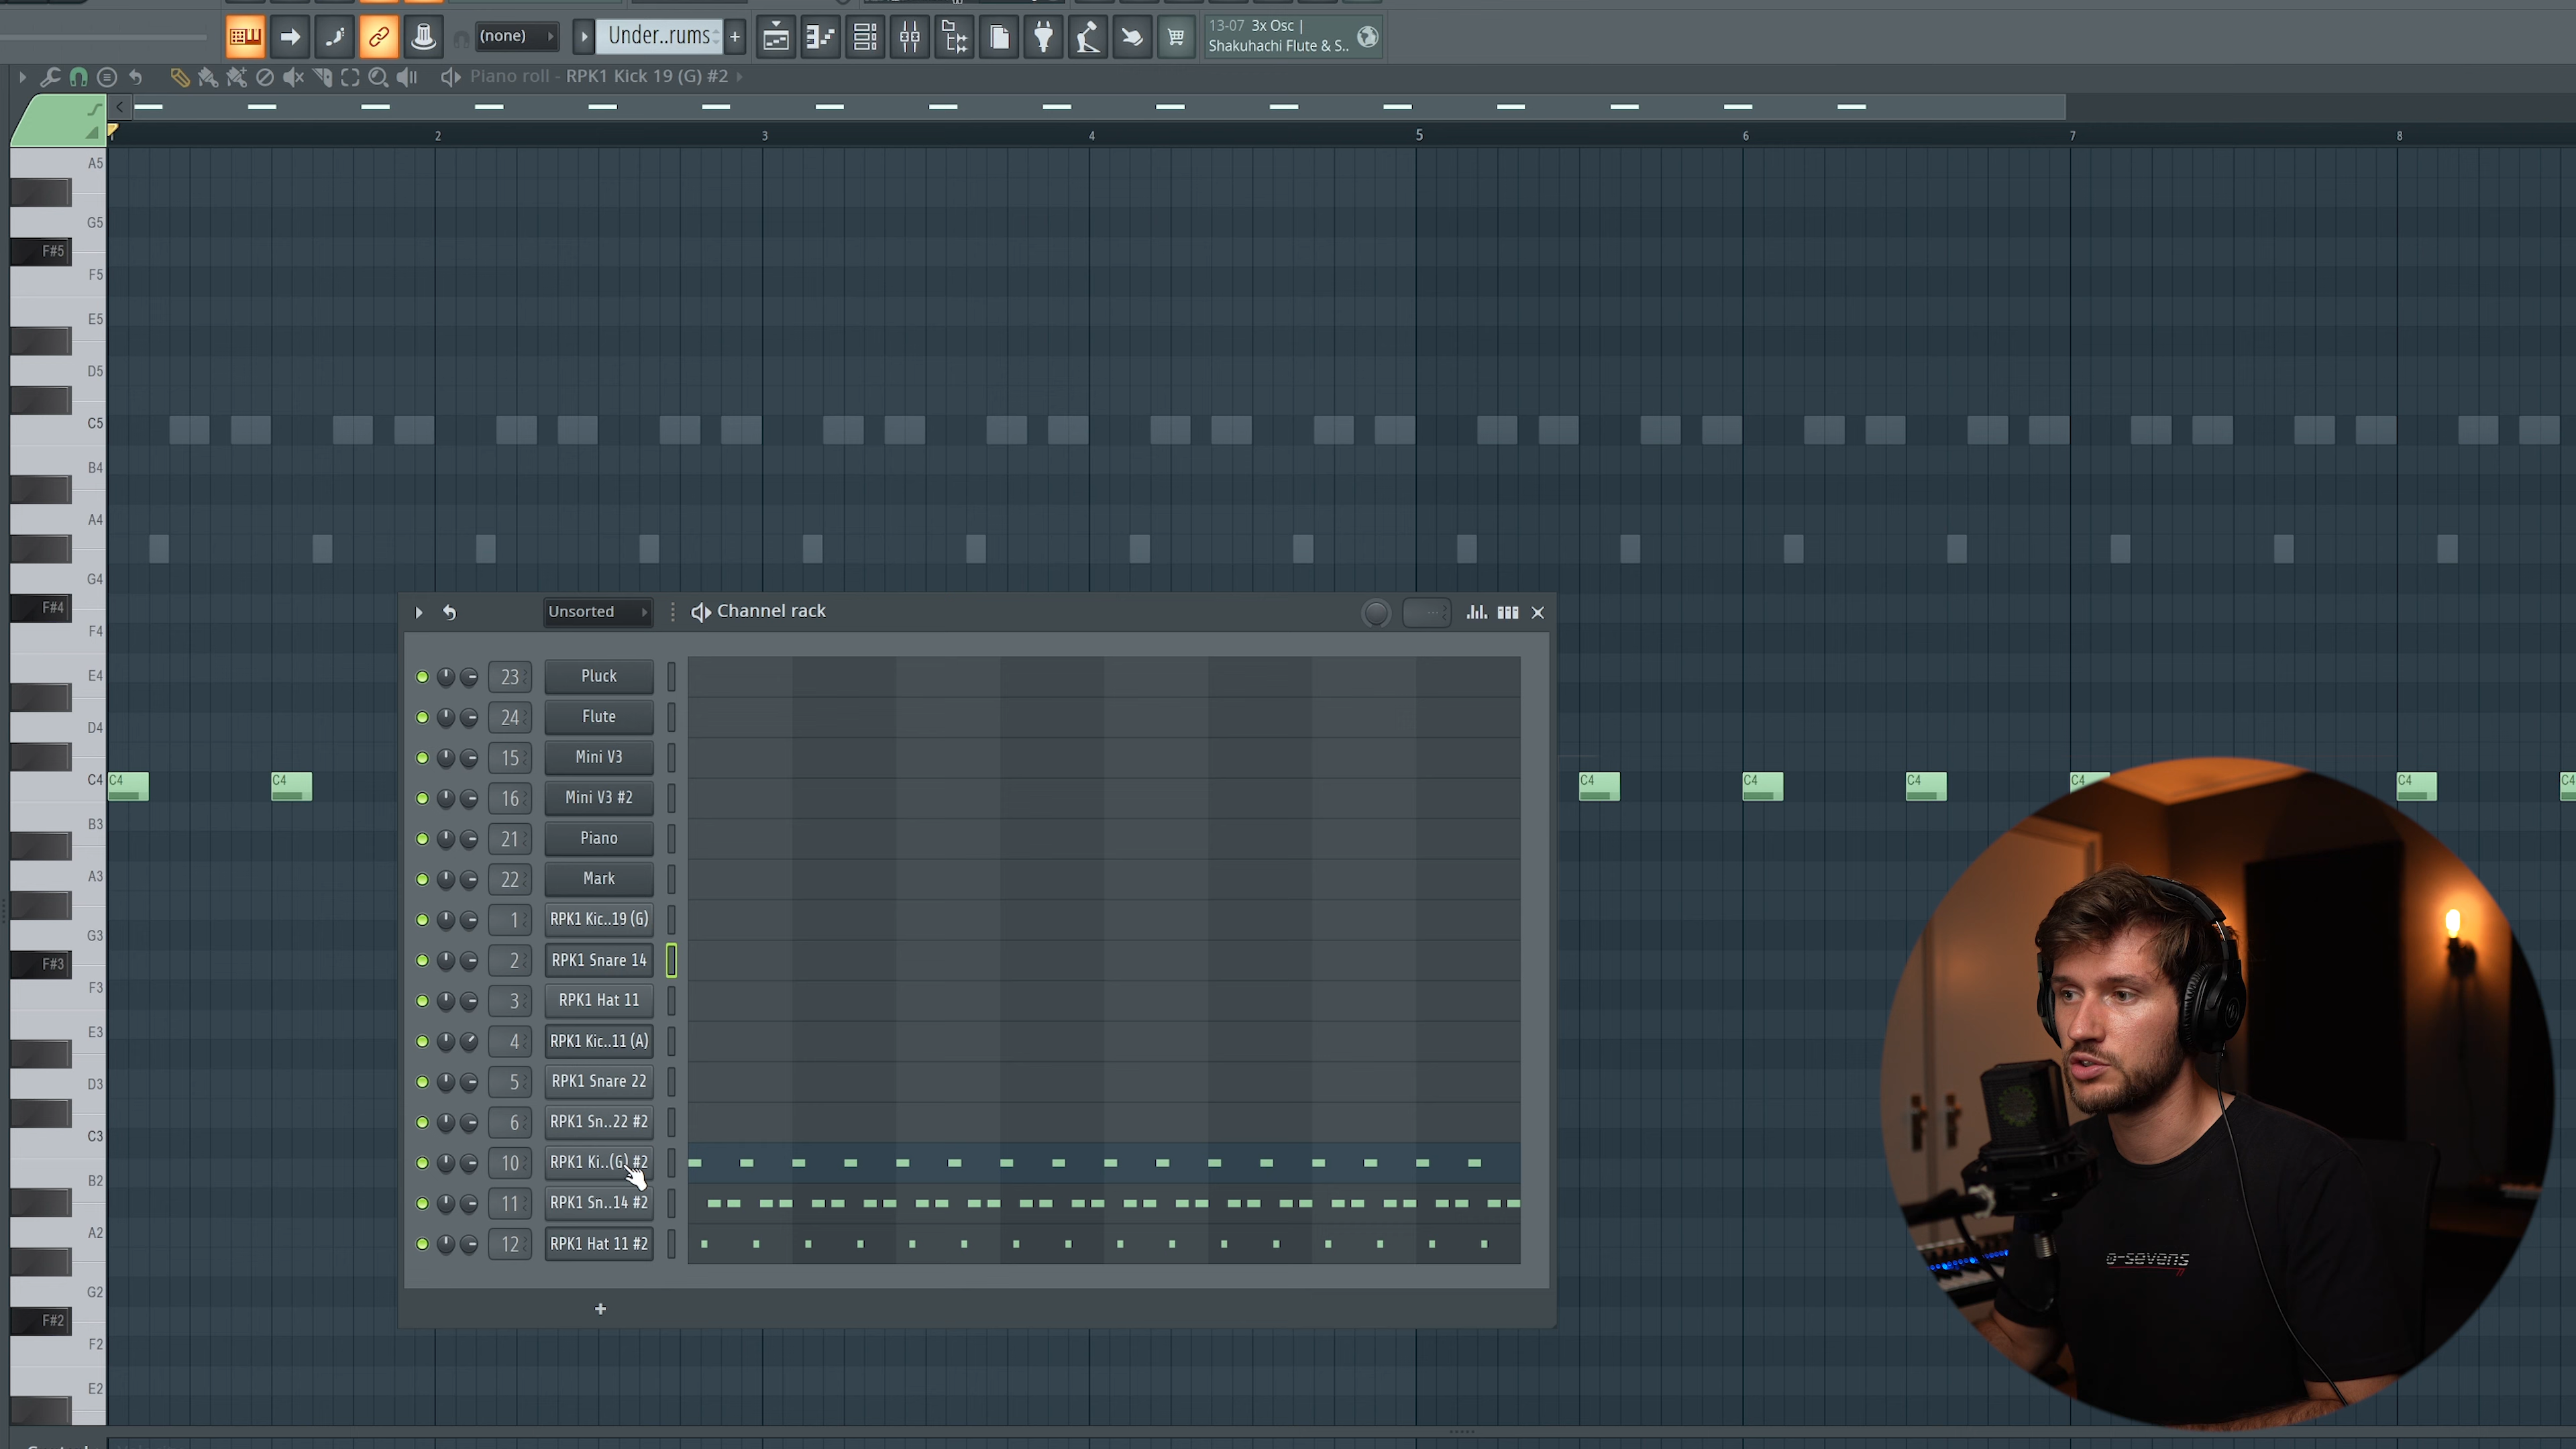 (none)
Under..rums
13-07 3x Osc |
Shakuhachi Flute & S..
Piano roll - RPK1 Kick 19 (G) #2
2 3 4 5 6 7 8
A5
G5
F#5
F5
E5
D5
C5
B4
A4
G4
F#4
F4
E4
D4
C4
B3
A3
G3
F#3
F3
E3
D3
C3
B2
A2
G2
F#2
F2
E2
C4 C4 C4 C4 C4 C4 C4 C4
Unsorted
Channel rack
23 Pluck
24 Flute
15 Mini V3
16 Mini V3 #2
21 Piano
22 Mark
1 RPK1 Kic..19 (G)
2 RPK1 Snare 14
3 RPK1 Hat 11
4 RPK1 Kic..11 (A)
5 RPK1 Snare 22
6 RPK1 Sn..22 #2
10 RPK1 Ki..(G) #2
11 RPK1 Sn..14 #2
12 RPK1 Hat 11 #2
+
e-sevens